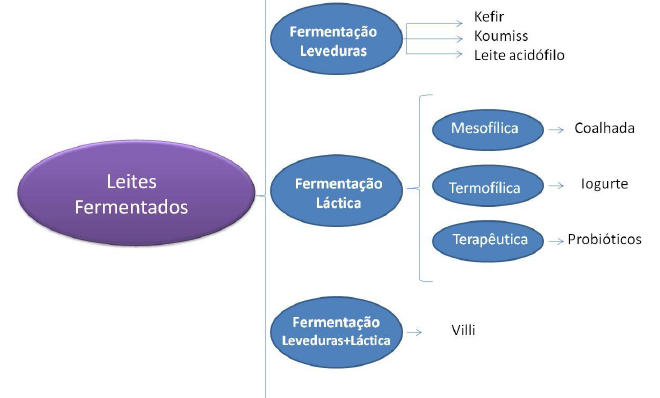 Leites
Fermentados
Fermentação
Leveduras
Kefir
Koumiss
Leite acidófilo
Fermentação
Láctica
Mesofílica
Coalhada
Termofílica
Iogurte
Terapêutica
Probióticos
Fermentação
Leveduras+Láctica
Villi